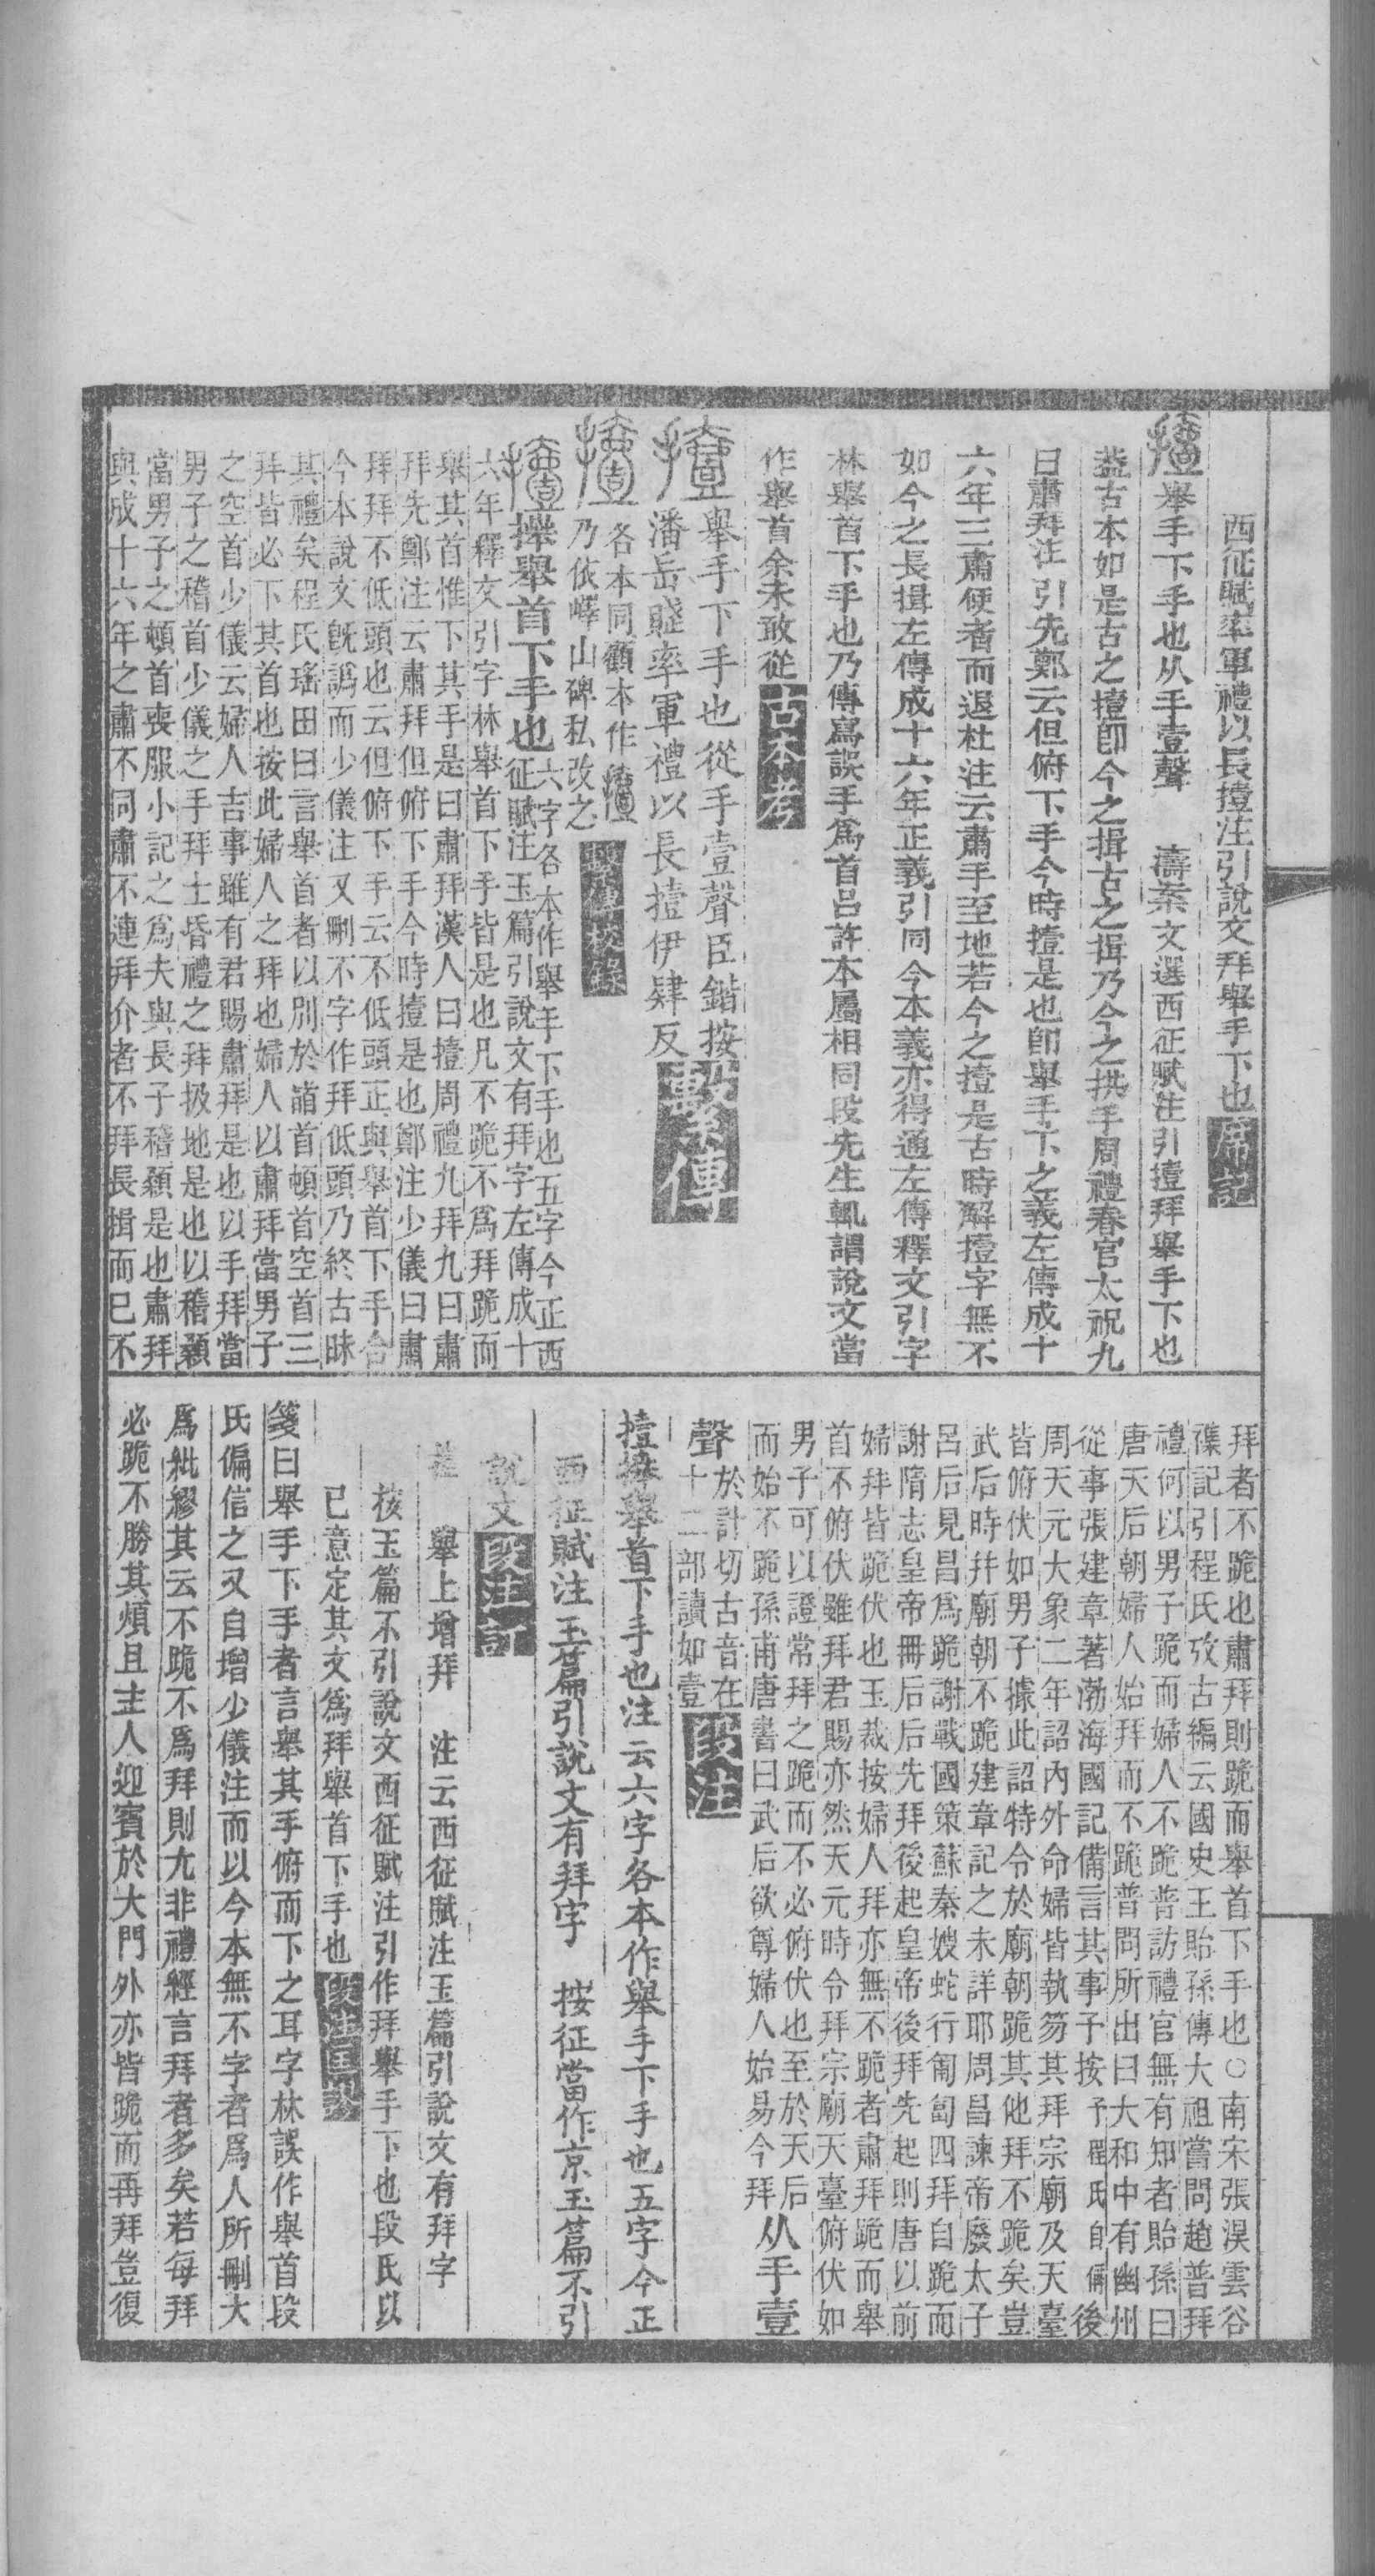 西征賦率軍禮以長撎注引說文拜舉手下也席記
舉手下手也从手壹聲　濤案文選西征賦注引撎拜舉手下也
葢古本如是古之撎卽今之揖古之揖乃今之拱手周禮春官太祝九
曰肅拜注引先鄭云但俯下手今時撎是也卽舉手下之義左傳成十
六年三肅使者而退杜注云肅手至地若今之撎是古時解撎字無不
如今之長揖左傳成十六年正義引同今本義亦得通左傳釋文引字
林舉首下手也乃傳寫誤手爲首呂許本屬相同段先生輒謂說文當
作舉首余未敢從古本考
舉手下手也從手壹聲臣鍇按
潘岳賦率軍禮以長撎伊肄反繫傳
各本同顧本作
乃依嶧山碑私改之
撎舉首下手也六字各本作舉手下手也五字今正西
征賦注玉篇引說文有拜字左傳成十
六年釋文引字林舉首下手皆是也凡不跪不爲拜跪而
舉其首惟下其手是曰肅拜漢人曰撎周禮九拜九曰肅
拜先鄭注云肅拜但俯下手今時撎是也鄭注少儀曰肅
拜拜不低頭也云但俯下手云不低頭正與舉首下手合
今本說文旣譌而少儀注又刪不字作拜低頭乃終古昧
其禮矣程氏瑤田曰言舉首者以別於䭫首頓首空首三
拜皆必下其首也按此婦人之拜也婦人以肅拜當男子
之空首少儀云婦人吉事雖有君賜肅拜是也以手拜當
男子之稽首少儀之手拜士昏禮之拜扱地是也以稽顙
當男子之頓首喪服小記之爲夫與長子稽顙是也肅拜
與成十六年之肅不同肅不連拜介者不拜長揖而已不
拜者不跪也肅拜則跪而舉首下手也○南宋張淏雲谷
襍記引程氏攷古編云國史王貽孫傳大祖嘗問趙普拜
禮何以男子跪而婦人不跪普訪禮官無有知者貽孫曰
唐天后朝婦人始拜而不跪普問所出曰大和中有幽州
從事張建章著渤海國記備言其事予按予程氏自偁後
周天元大象二年詔內外命婦皆執笏其拜宗廟及天臺
皆俯伏如男子據此詔特令於廟朝跪其他拜不跪矣豈
武后時幷廟朝不跪建章記之未詳耶周昌諫帝廢太子
呂后見昌爲跪謝戰國策蘇秦嫂蛇行匍匐四拜自跪而
謝隋志皇帝冊后后先拜後起皇帝後拜先起則唐以前
婦拜皆跪伏也玉裁按婦人拜亦無不跪者肅拜跪而舉
首不俯伏雖拜君賜亦然天元時令拜宗廟天臺俯伏如
男子可以證常拜之跪而不必俯伏也至於天后
而始不跪孫甫唐書曰武后欲尊婦人始易今拜从手壹
聲於計切古音在
十二部讀如壹段注
撎撎舉首下手也注云六字各本作舉手下手也五字今正
西征賦注玉篇引說文有拜字　按征當作京玉篇不引
說文段注訂
舉上增拜　注云西征賦注玉篇引說文有拜字
按玉篇不引說文西征賦注引作拜舉手下也段氏以
已意定其文爲拜舉首下手也段注匡謬
箋曰舉手下手者言舉其手俯而下之耳字林誤作舉首段
氏偏信之又自增少儀注而以今本無不字者爲人所刪大
爲紕繆其云不跪不爲拜則尢非禮經言拜者多矣若每拜
必跪不勝其煩且主人迎賓於大門外亦皆跪而再拜豈復